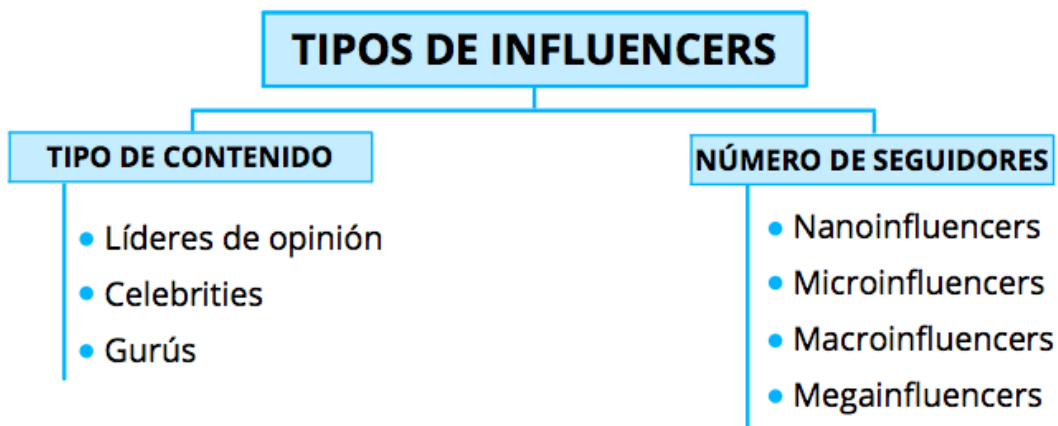 TIPOS DE INFLUENCERS
TIPO DE CONTENIDO
Líderes de opinión
Celebrities
Gurús
NÚMERO DE SEGUIDORES
Nanoinfluencers
Microinfluencers
Macroinfluencers
Megainfluencers